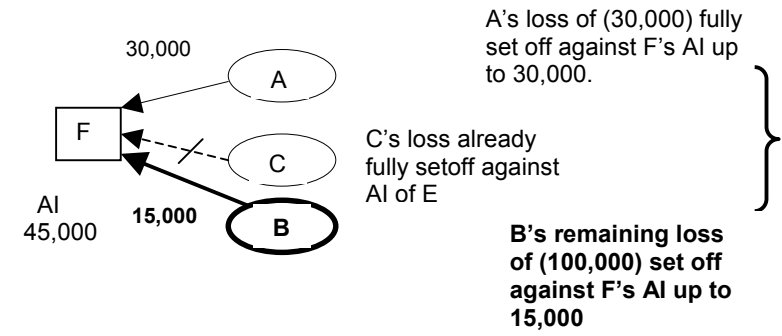 A's loss of (30,000) fully
set off against F's AI up
to 30,000.
30,000
A
F
C
C's loss already
fully setoff against
AI of E
AI
45,000
15,000
B
B's remaining loss
of (100,000) set off
against F's AI up to
15,000